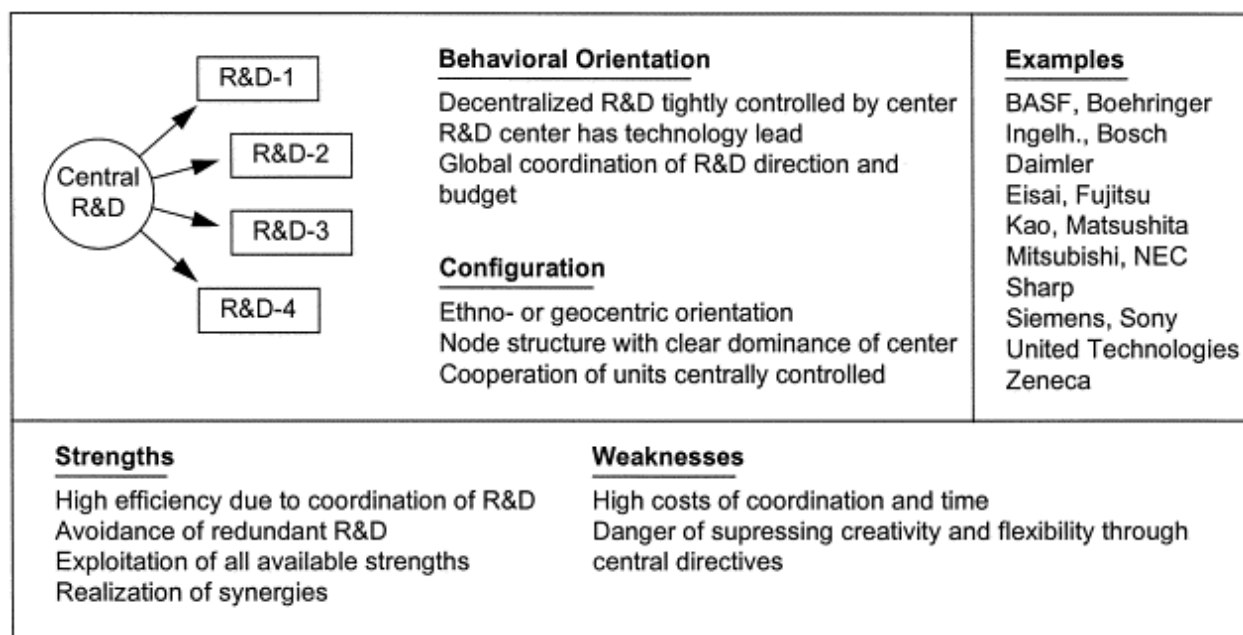 R&D-1
R&D-2
Central
R&D
R&D-3
R&D-4
Behavioral Orientation
Decentralized R&D tightly controlled by center
R&D center has technology lead
Global coordination of R&D direction and
budget
Configuration
Ethno- or geocentric orientation
Node structure with clear dominance of center
Cooperation of units centrally controlled
Examples
BASF, Boehringer
Ingelh., Bosch
Daimler
Eisai, Fujitsu
Kao, Matsushita
Mitsubishi, NEC
Sharp
Siemens, Sony
United Technologies
Zeneca
Strengths
High efficiency due to coordination of R&D
Avoidance of redundant R&D
Exploitation of all available strengths
Realization of synergies
Weaknesses
High costs of coordination and time
Danger of supressing creativity and flexibility through
central directives